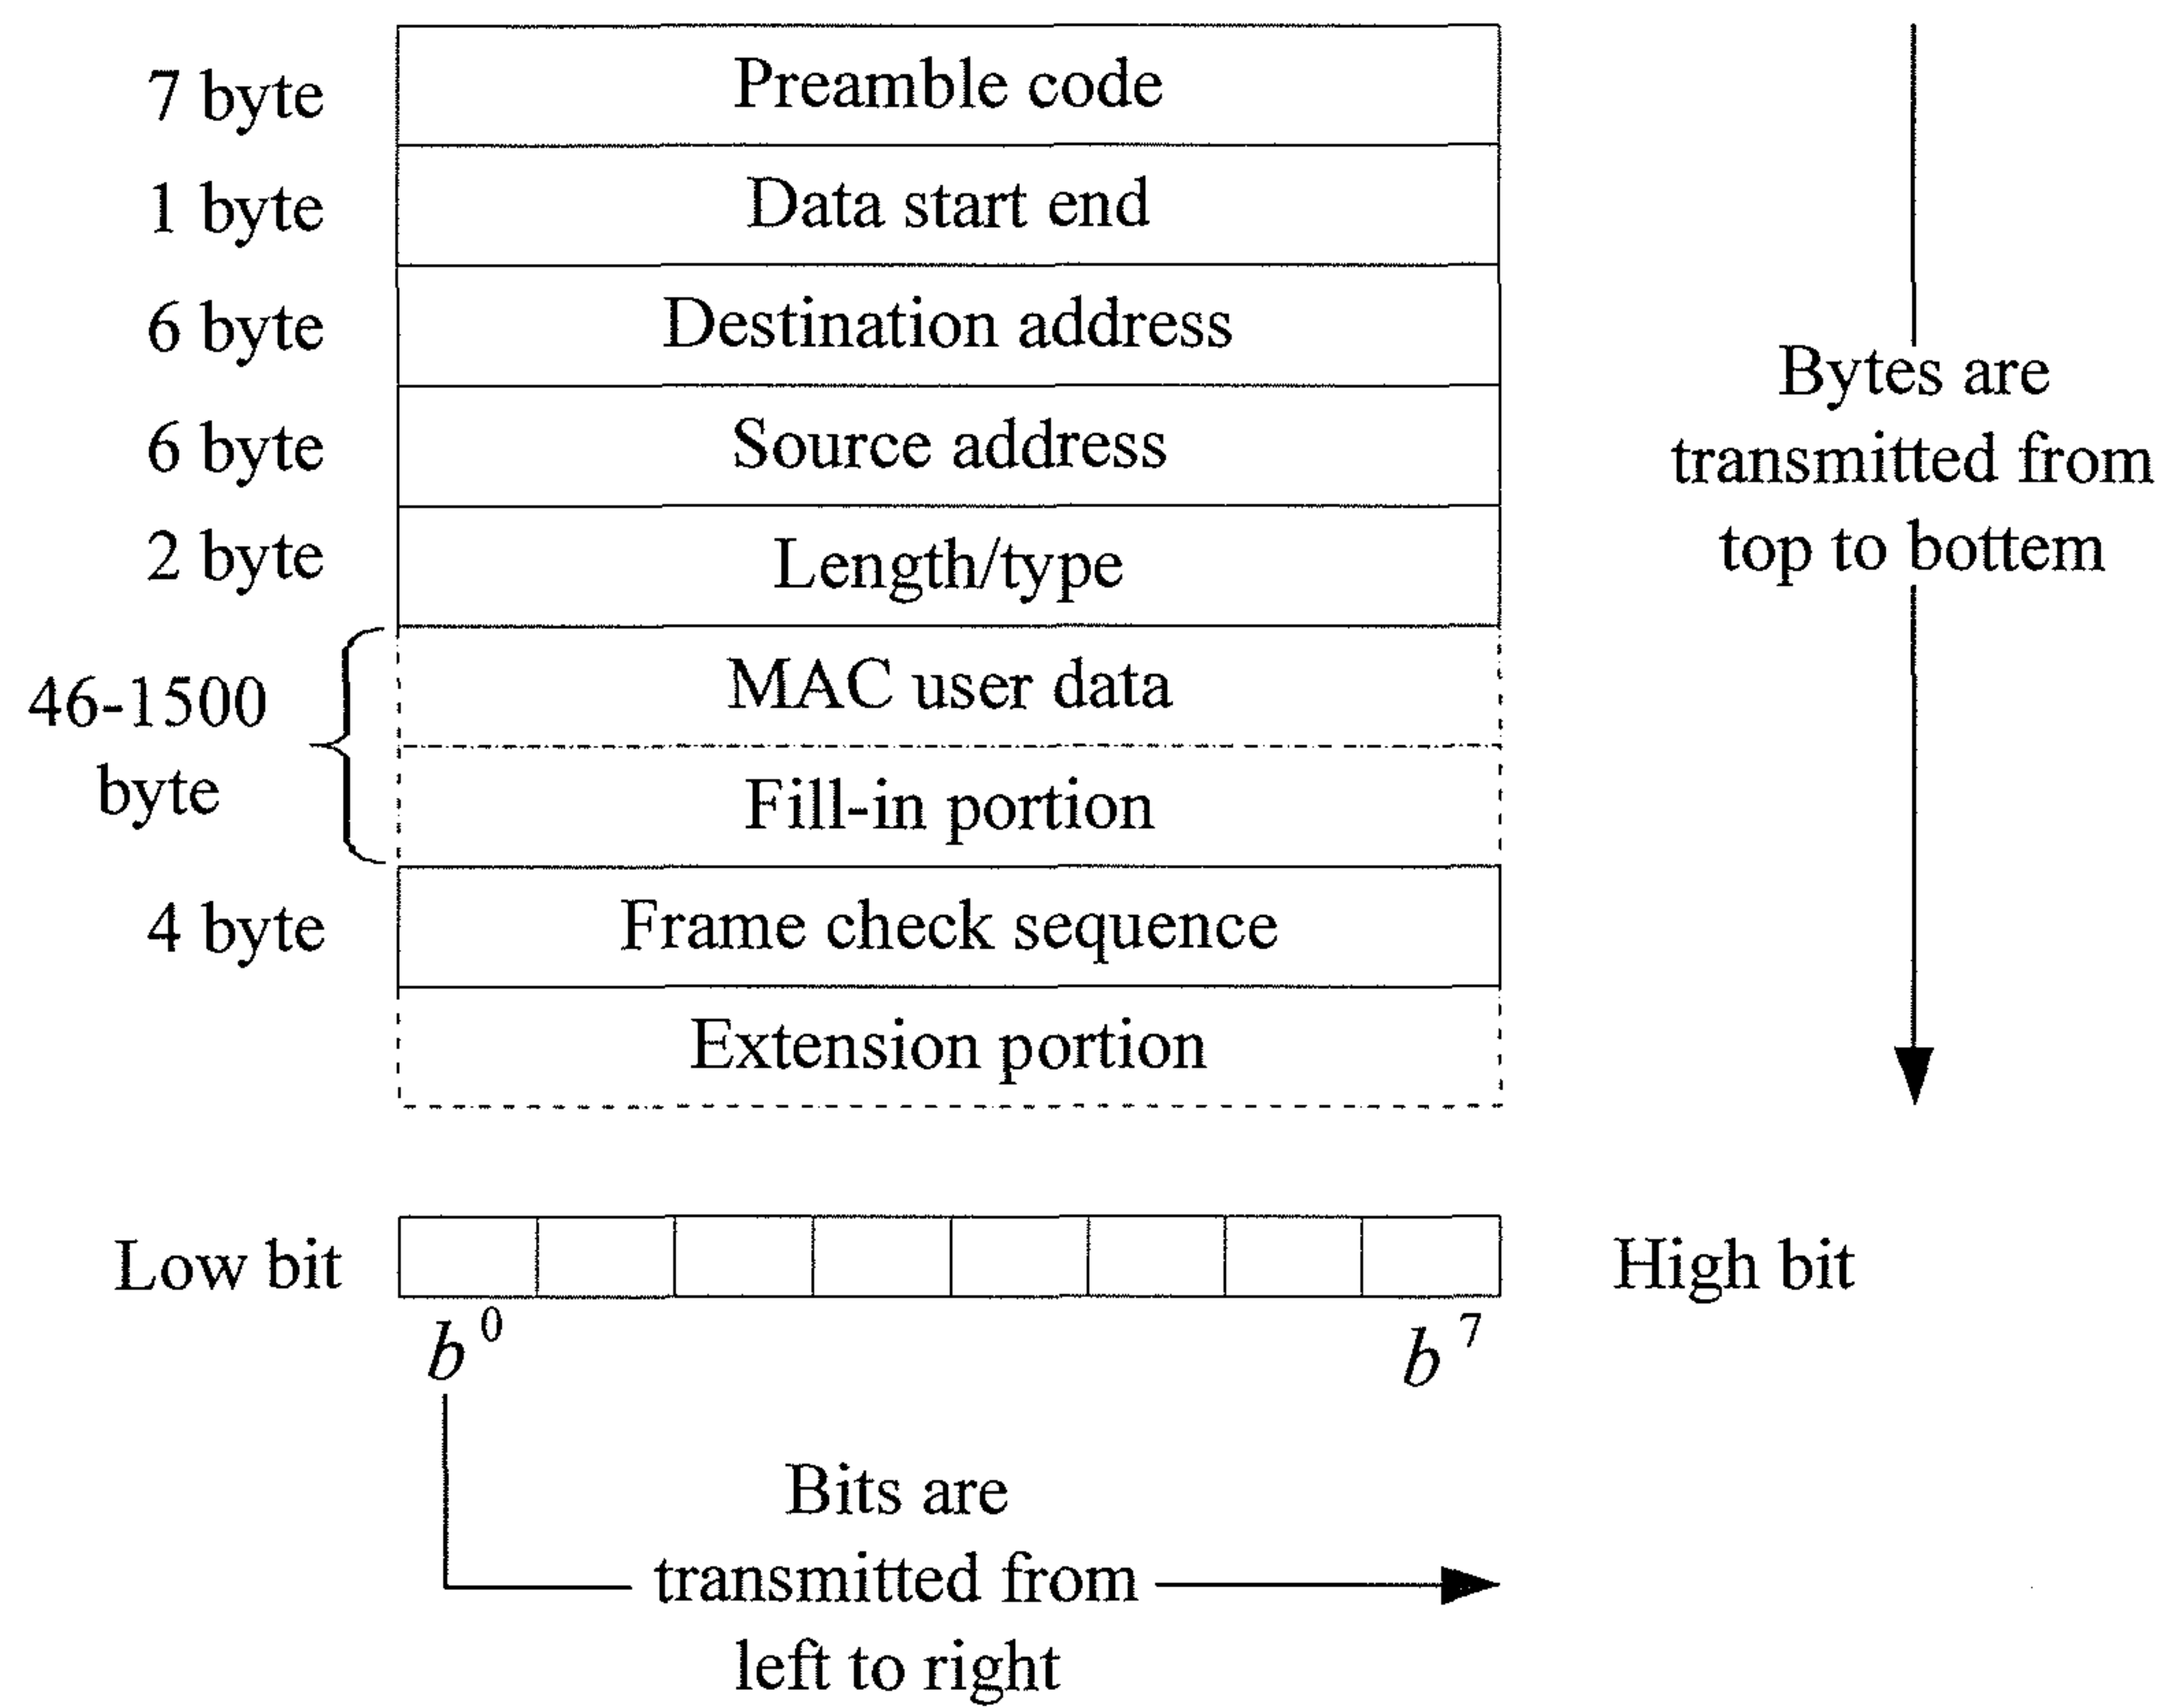 7 byte
Preamble code
1 byte
Data start end
6 byte
Destination address
6 byte
Source address
2 byte
Length/type
46-1500
byte
MAC user data
Fill-in portion
4 byte
Frame check sequence
Extension portion
Bytes are
transmitted from
top to bottem
Low bit
High bit
b⁰
b⁷
Bits are
transmitted from
left to right